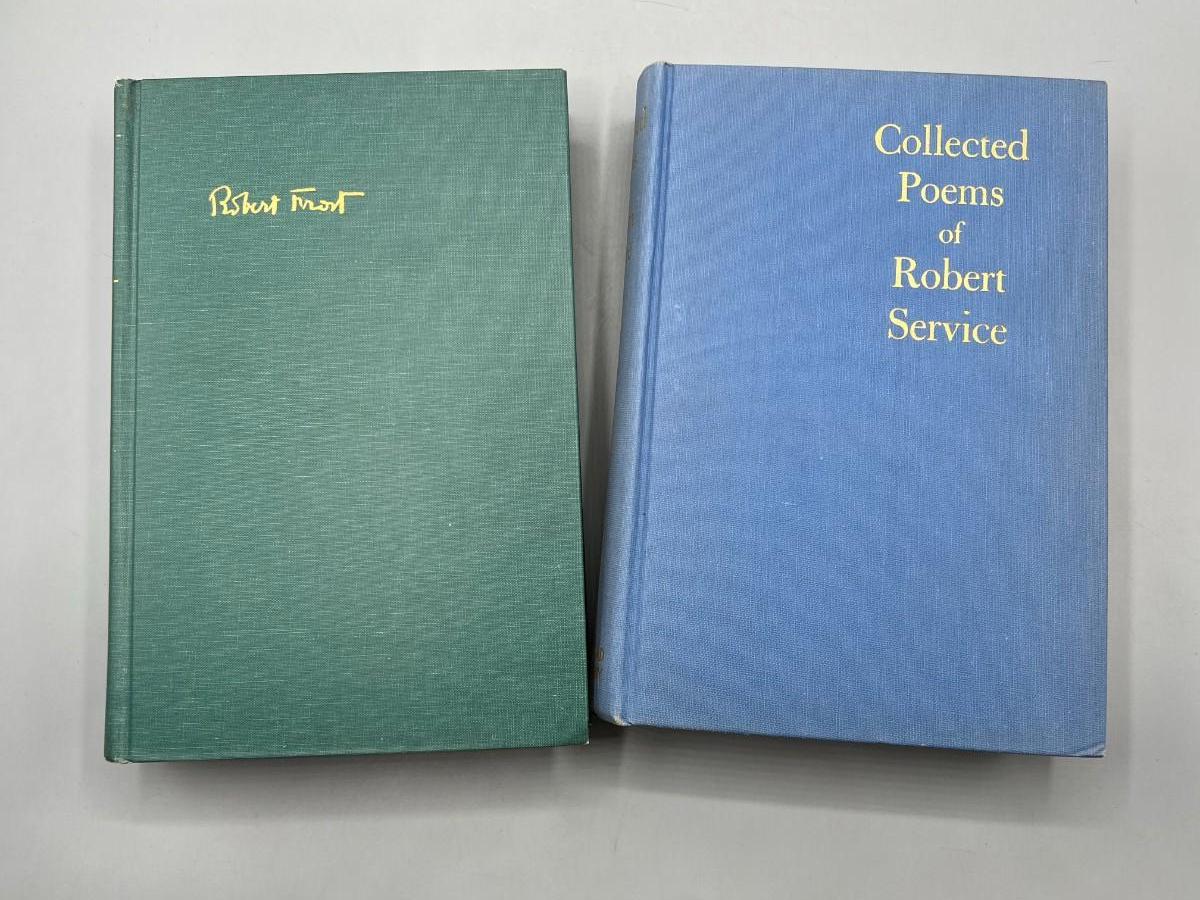 Robert Frost
Collected
Poems
of
Robert
Service